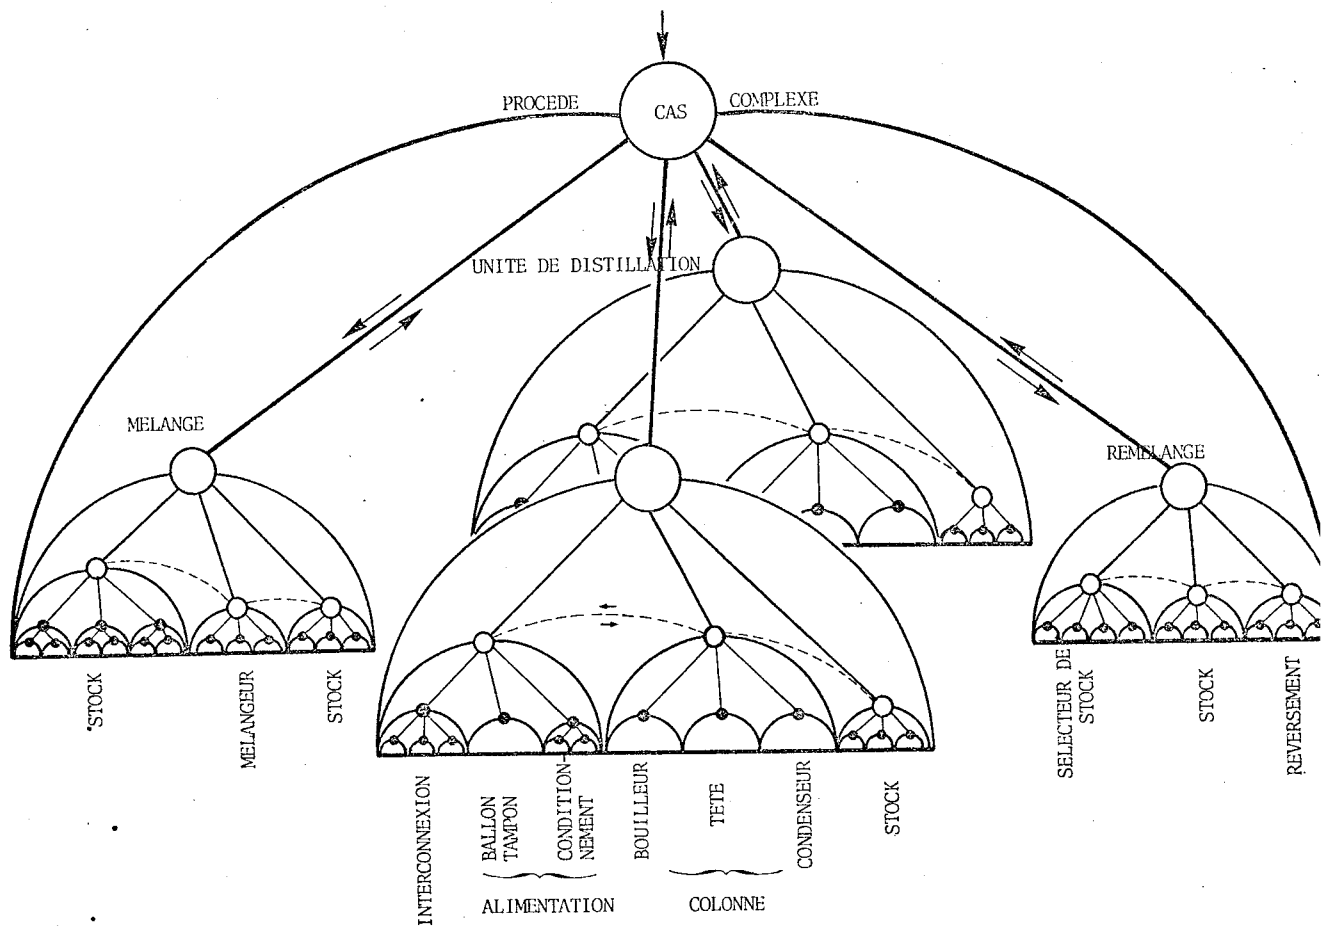 PROCEDE
CAS
COMPLEXE
UNITE DE DISTILLATION
MELANGE
REMELANGE
STOCK
MELANGEUR
STOCK
SELECTEUR DE
STOCK
STOCK
REVERSEMENT
INTERCONNEXION
BALLON
TAMPON
CONDITION
NEMENT
BOUILLEUR
TETE
CONDENSEUR
STOCK
ALIMENTATION
COLONNE